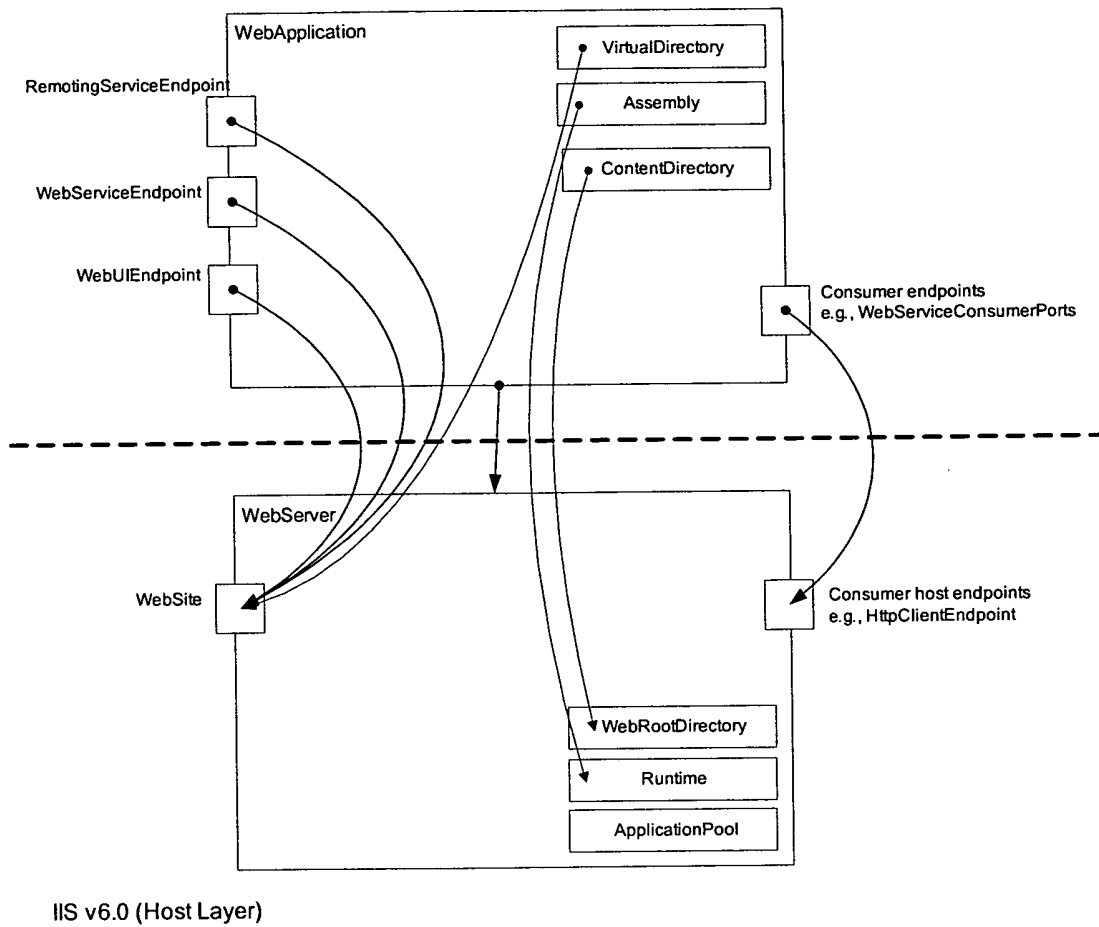 WebApplication
VirtualDirectory
RemotingServiceEndpoint
Assembly
ContentDirectory
WebServiceEndpoint
WebUIEndpoint
Consumer endpoints
e.g., WebServiceConsumerPorts
WebServer
WebSite
Consumer host endpoints
e.g., HttpClientEndpoint
WebRootDirectory
Runtime
ApplicationPool
IIS v6.0 (Host Layer)